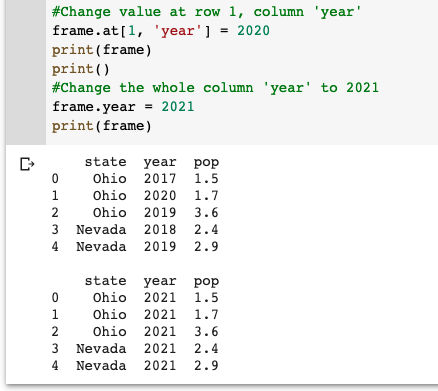 #Change value at row 1, column 'year'
frame.at[1, 'year'] = 2020
print(frame)
print()
#Change the whole column 'year' to 2021
frame.year = 2021
print(frame)
    state  year  pop
0    Ohio  2017  1.5
1    Ohio  2020  1.7
2    Ohio  2019  3.6
3  Nevada  2018  2.4
4  Nevada  2019  2.9
    state  year  pop
0    Ohio  2021  1.5
1    Ohio  2021  1.7
2    Ohio  2021  3.6
3  Nevada  2021  2.4
4  Nevada  2021  2.9